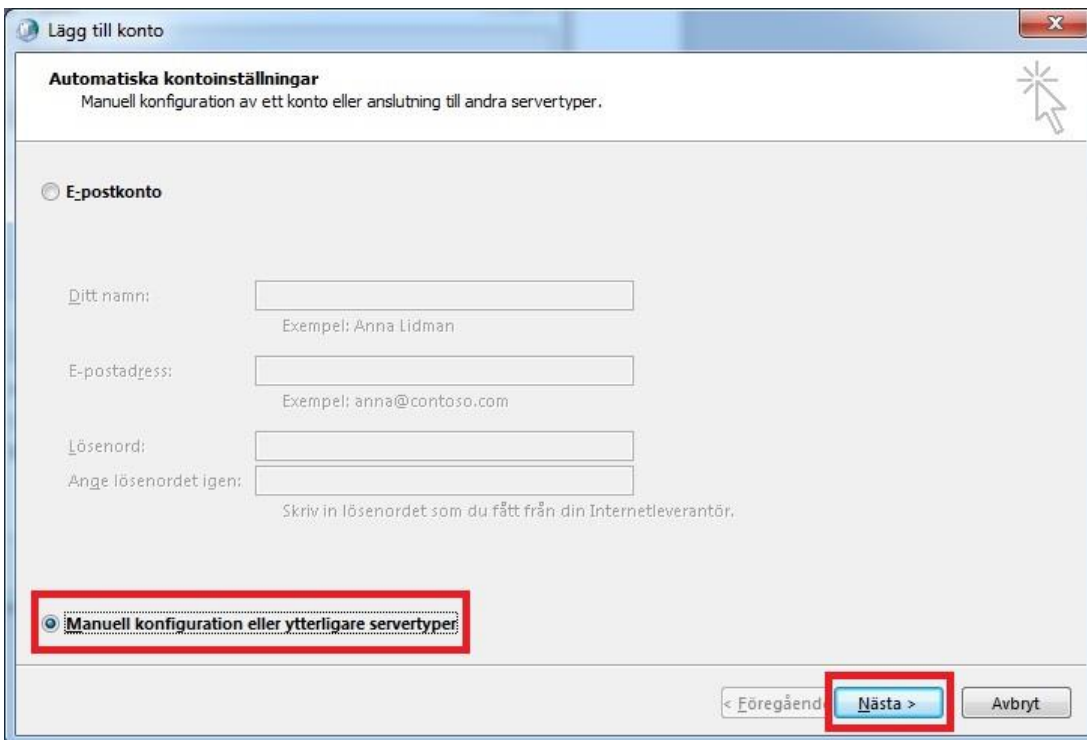 Lägg till konto
Automatiska kontoinställningar
Manuell konfiguration av ett konto eller anslutning till andra servertyper.
E-postkonto
Ditt namn:
Exempel: Anna Lidman
E-postadress:
Exempel: anna@contoso.com
Lösenord:
Ange lösenordet igen:
Skriv in lösenordet som du fått från din Internetleverantör.
Manuell konfiguration eller ytterligare servertyper
< Föregående Nästa > Avbryt